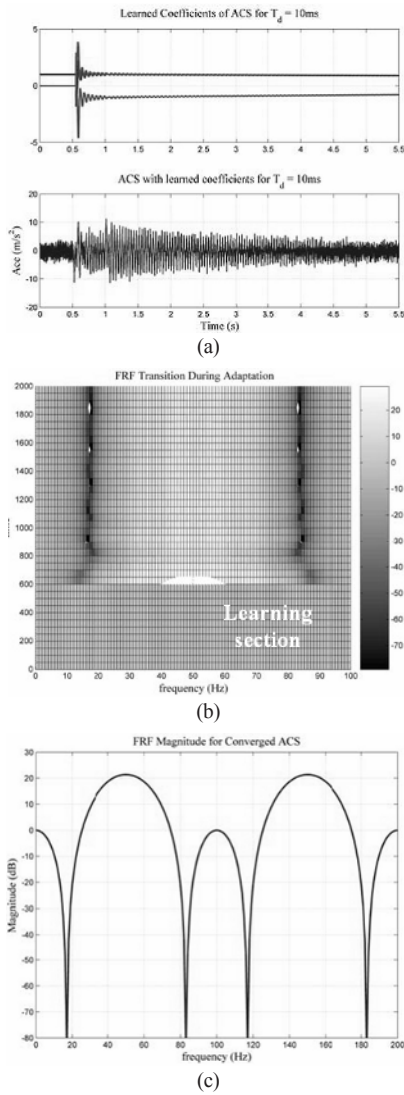 Learned Coefficients of ACS for T_d = 10ms
5
0
-5
0 0.5 1 1.5 2 2.5 3 3.5 4 4.5 5 5.5
ACS with learned coefficients for T_d = 10ms
Acc (m/s²)
20
10
0
-10
-20
0 0.5 1 1.5 2 2.5 3 3.5 4 4.5 5 5.5
Time (s)
(a)
FRF Transition During Adaptation
2000
1800
1600
1400
1200
1000
800
600
400
200
0
Learning
section
0 10 20 30 40 50 60 70 80 90 100
frequency (Hz)
20
10
0
-10
-20
-30
-40
-50
-60
-70
(b)
FRF Magnitude for Converged ACS
Magnitude (dB)
30
20
10
0
-10
-20
-30
-40
-50
-60
-70
-80
0 20 40 60 80 100 120 140 160 180 200
frequency (Hz)
(c)